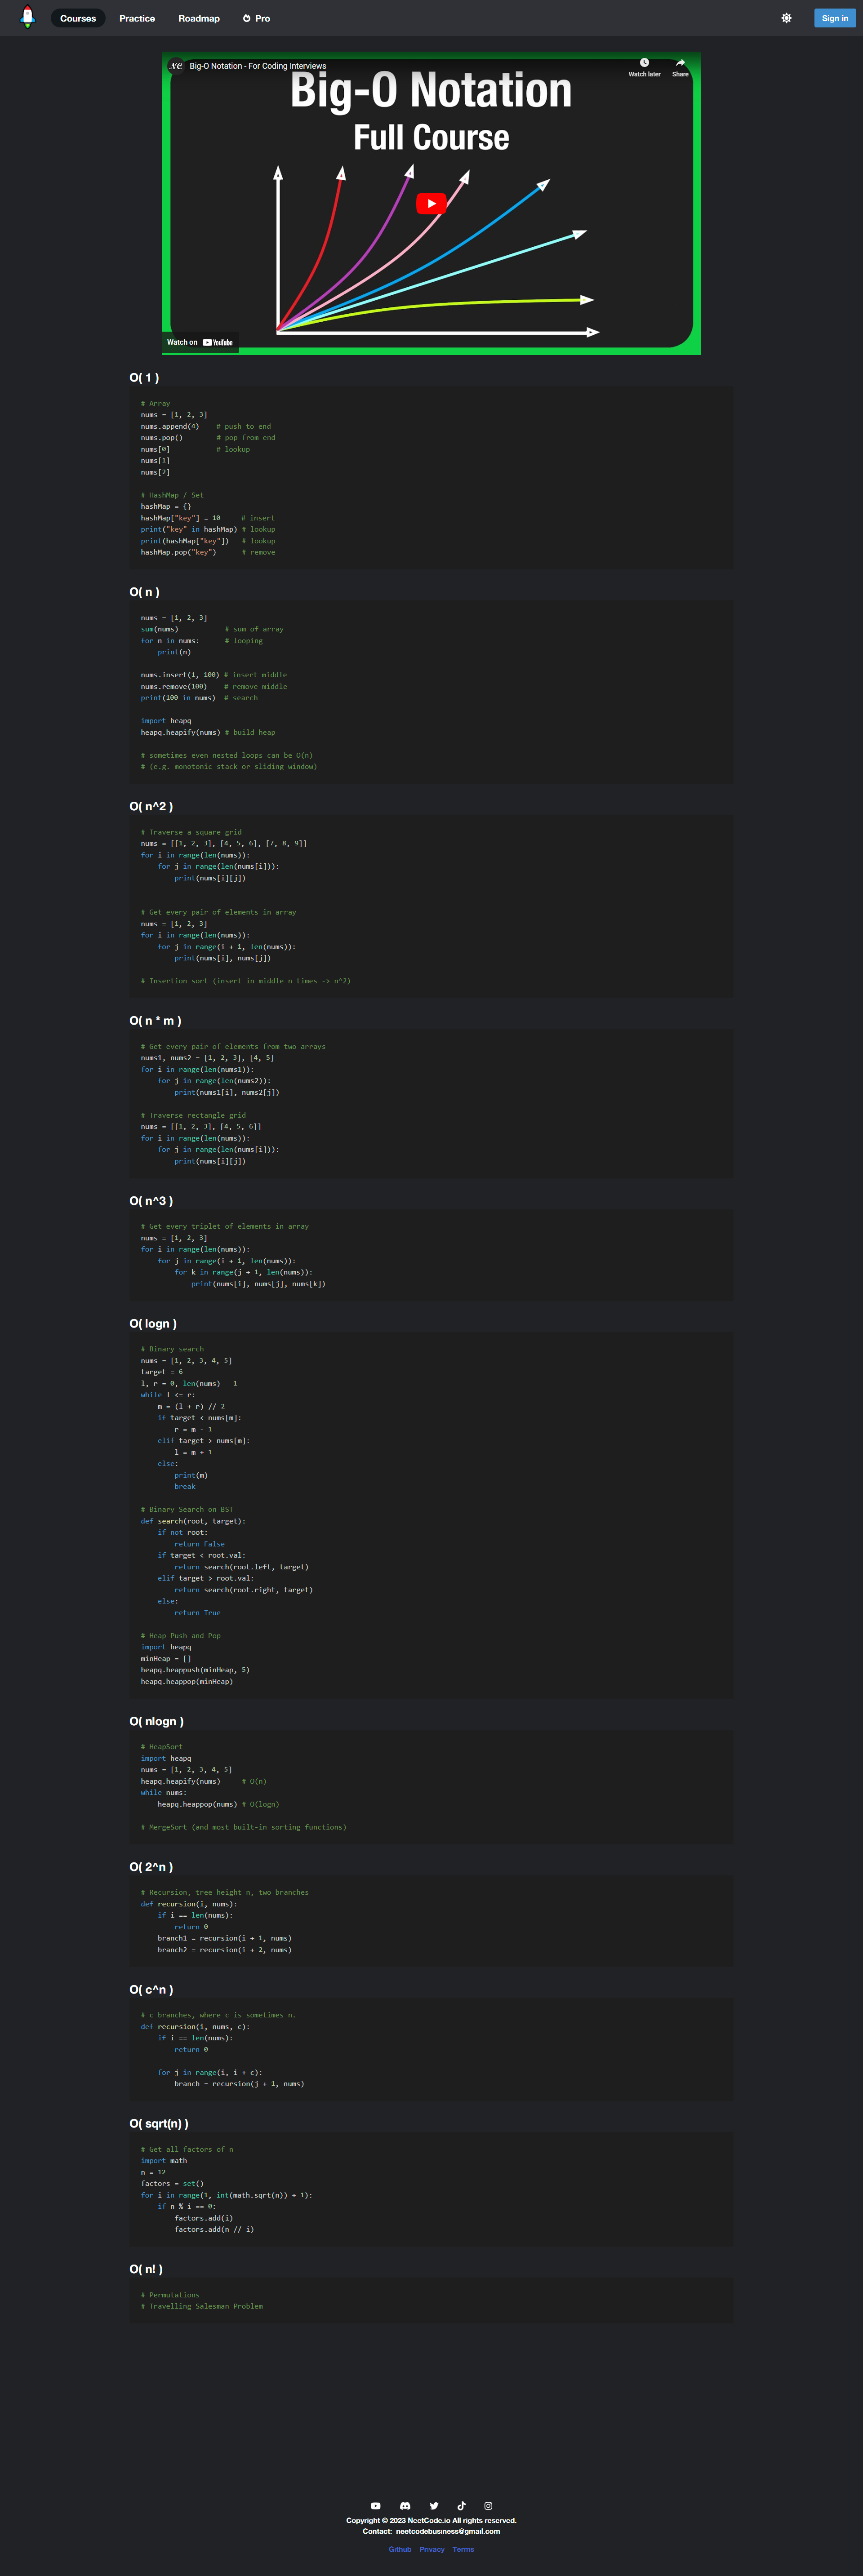 Courses Practice Roadmap Pro Sign in
Big-O Notation - For Coding Interviews
Watch later Share
Big-O Notation
Full Course
Watch on YouTube
O( 1 )
# Array
nums = [1, 2, 3]
nums.append(4)    # push to end
nums.pop()        # pop from end
nums[0]           # lookup
nums[1]
nums[2]
# HashMap / Set
hashMap = {}
hashMap["key"] = 10     # insert
print("key" in hashMap) # lookup
print(hashMap["key"])   # lookup
hashMap.pop("key")      # remove
O( n )
nums = [1, 2, 3]
sum(nums)           # sum of array
for n in nums:      # looping
    print(n)
nums.insert(1, 100) # insert middle
nums.remove(100)    # remove middle
print(100 in nums)  # search
import heapq
heapq.heapify(nums) # build heap
# sometimes even nested loops can be O(n)
# (e.g. monotonic stack or sliding window)
O( n^2 )
# Traverse a square grid
nums = [[1, 2, 3], [4, 5, 6], [7, 8, 9]]
for i in range(len(nums)):
    for j in range(len(nums[i])):
        print(nums[i][j])
# Get every pair of elements in array
nums = [1, 2, 3]
for i in range(len(nums)):
    for j in range(i + 1, len(nums)):
        print(nums[i], nums[j])
# Insertion sort (insert in middle n times -> n^2)
O( n * m )
# Get every pair of elements from two arrays
nums1, nums2 = [1, 2, 3], [4, 5]
for i in range(len(nums1)):
    for j in range(len(nums2)):
        print(nums1[i], nums2[j])
# Traverse rectangle grid
nums = [[1, 2, 3], [4, 5, 6]]
for i in range(len(nums)):
    for j in range(len(nums[i])):
        print(nums[i][j])
O( n^3 )
# Get every triplet of elements in array
nums = [1, 2, 3]
for i in range(len(nums)):
    for j in range(i + 1, len(nums)):
        for k in range(j + 1, len(nums)):
            print(nums[i], nums[j], nums[k])
O( logn )
# Binary search
nums = [1, 2, 3, 4, 5]
target = 6
l, r = 0, len(nums) - 1
while l <= r:
    m = (l + r) // 2
    if target < nums[m]:
        r = m - 1
    elif target > nums[m]:
        l = m + 1
    else:
        print(m)
        break
# Binary Search on BST
def search(root, target):
    if not root:
        return False
    if target < root.val:
        return search(root.left, target)
    elif target > root.val:
        return search(root.right, target)
    else:
        return True
# Heap Push and Pop
import heapq
minHeap = []
heapq.heappush(minHeap, 5)
heapq.heappop(minHeap)
O( nlogn )
# HeapSort
import heapq
nums = [1, 2, 3, 4, 5]
heapq.heapify(nums)     # O(n)
while nums:
    heapq.heappop(nums) # O(logn)
# MergeSort (and most built-in sorting functions)
O( 2^n )
# Recursion, tree height n, two branches
def recursion(i, nums):
    if i == len(nums):
        return 0
    branch1 = recursion(i + 1, nums)
    branch2 = recursion(i + 2, nums)
O( c^n )
# c branches, where c is sometimes n.
def recursion(i, nums, c):
    if i == len(nums):
        return 0
    for j in range(i, i + c):
        branch = recursion(j + 1, nums)
O( sqrt(n) )
# Get all factors of n
import math
n = 12
factors = set()
for i in range(1, int(math.sqrt(n)) + 1):
    if n % i == 0:
        factors.add(i)
        factors.add(n // i)
O( n! )
# Permutations
# Travelling Salesman Problem
Copyright © 2023 NeetCode.io All rights reserved.
Contact: neetcodebusiness@gmail.com
Github Privacy Terms